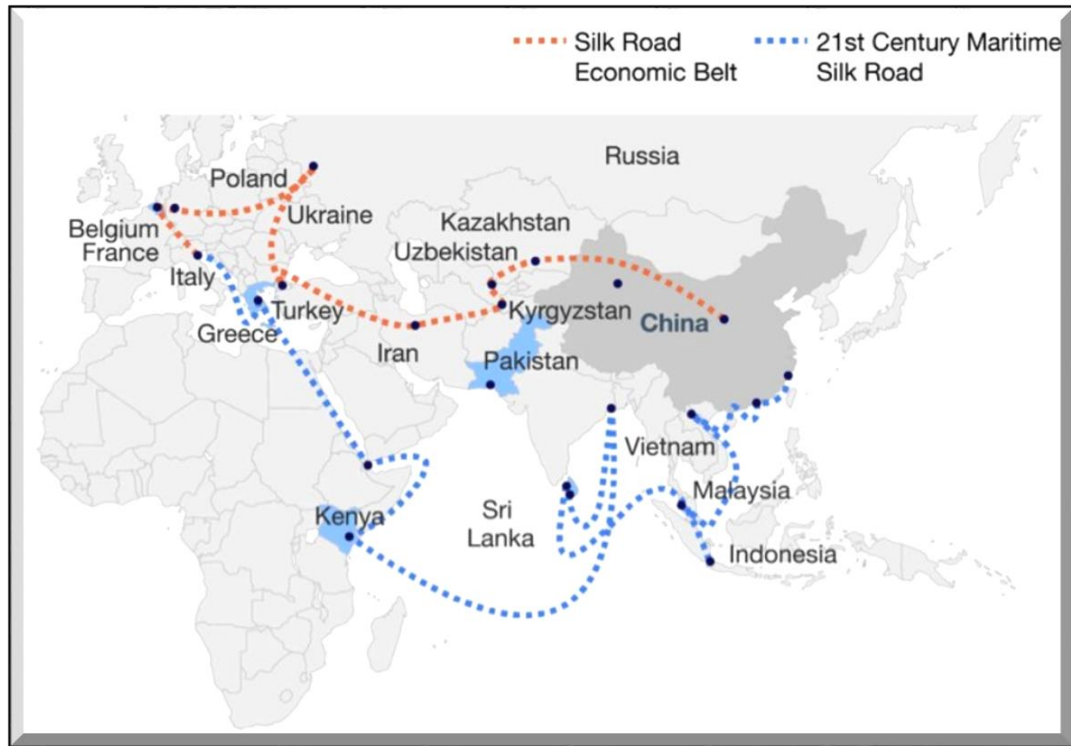 Silk Road
Economic Belt
21st Century Maritime
Silk Road
Russia
Poland
Ukraine
Belgium
France
Kazakhstan
Uzbekistan
Italy
Turkey
Kyrgyzstan
China
Greece
Iran
Pakistan
Vietnam
Malaysia
Kenya
Sri
Lanka
Indonesia